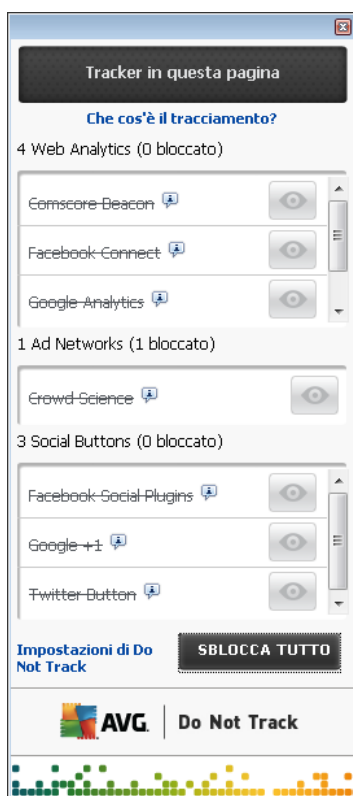 Tracker in questa pagina
Che cos'è il tracciamento?
4 Web Analytics (0 bloccato)
Comscore Beacon
Facebook Connect
Google Analytics
1 Ad Networks (1 bloccato)
Crowd Science
3 Social Buttons (0 bloccato)
Facebook Social Plugins
Google +1
Twitter Button
Impostazioni di Do
Not Track
SBLOCCA TUTTO
AVG. Do Not Track